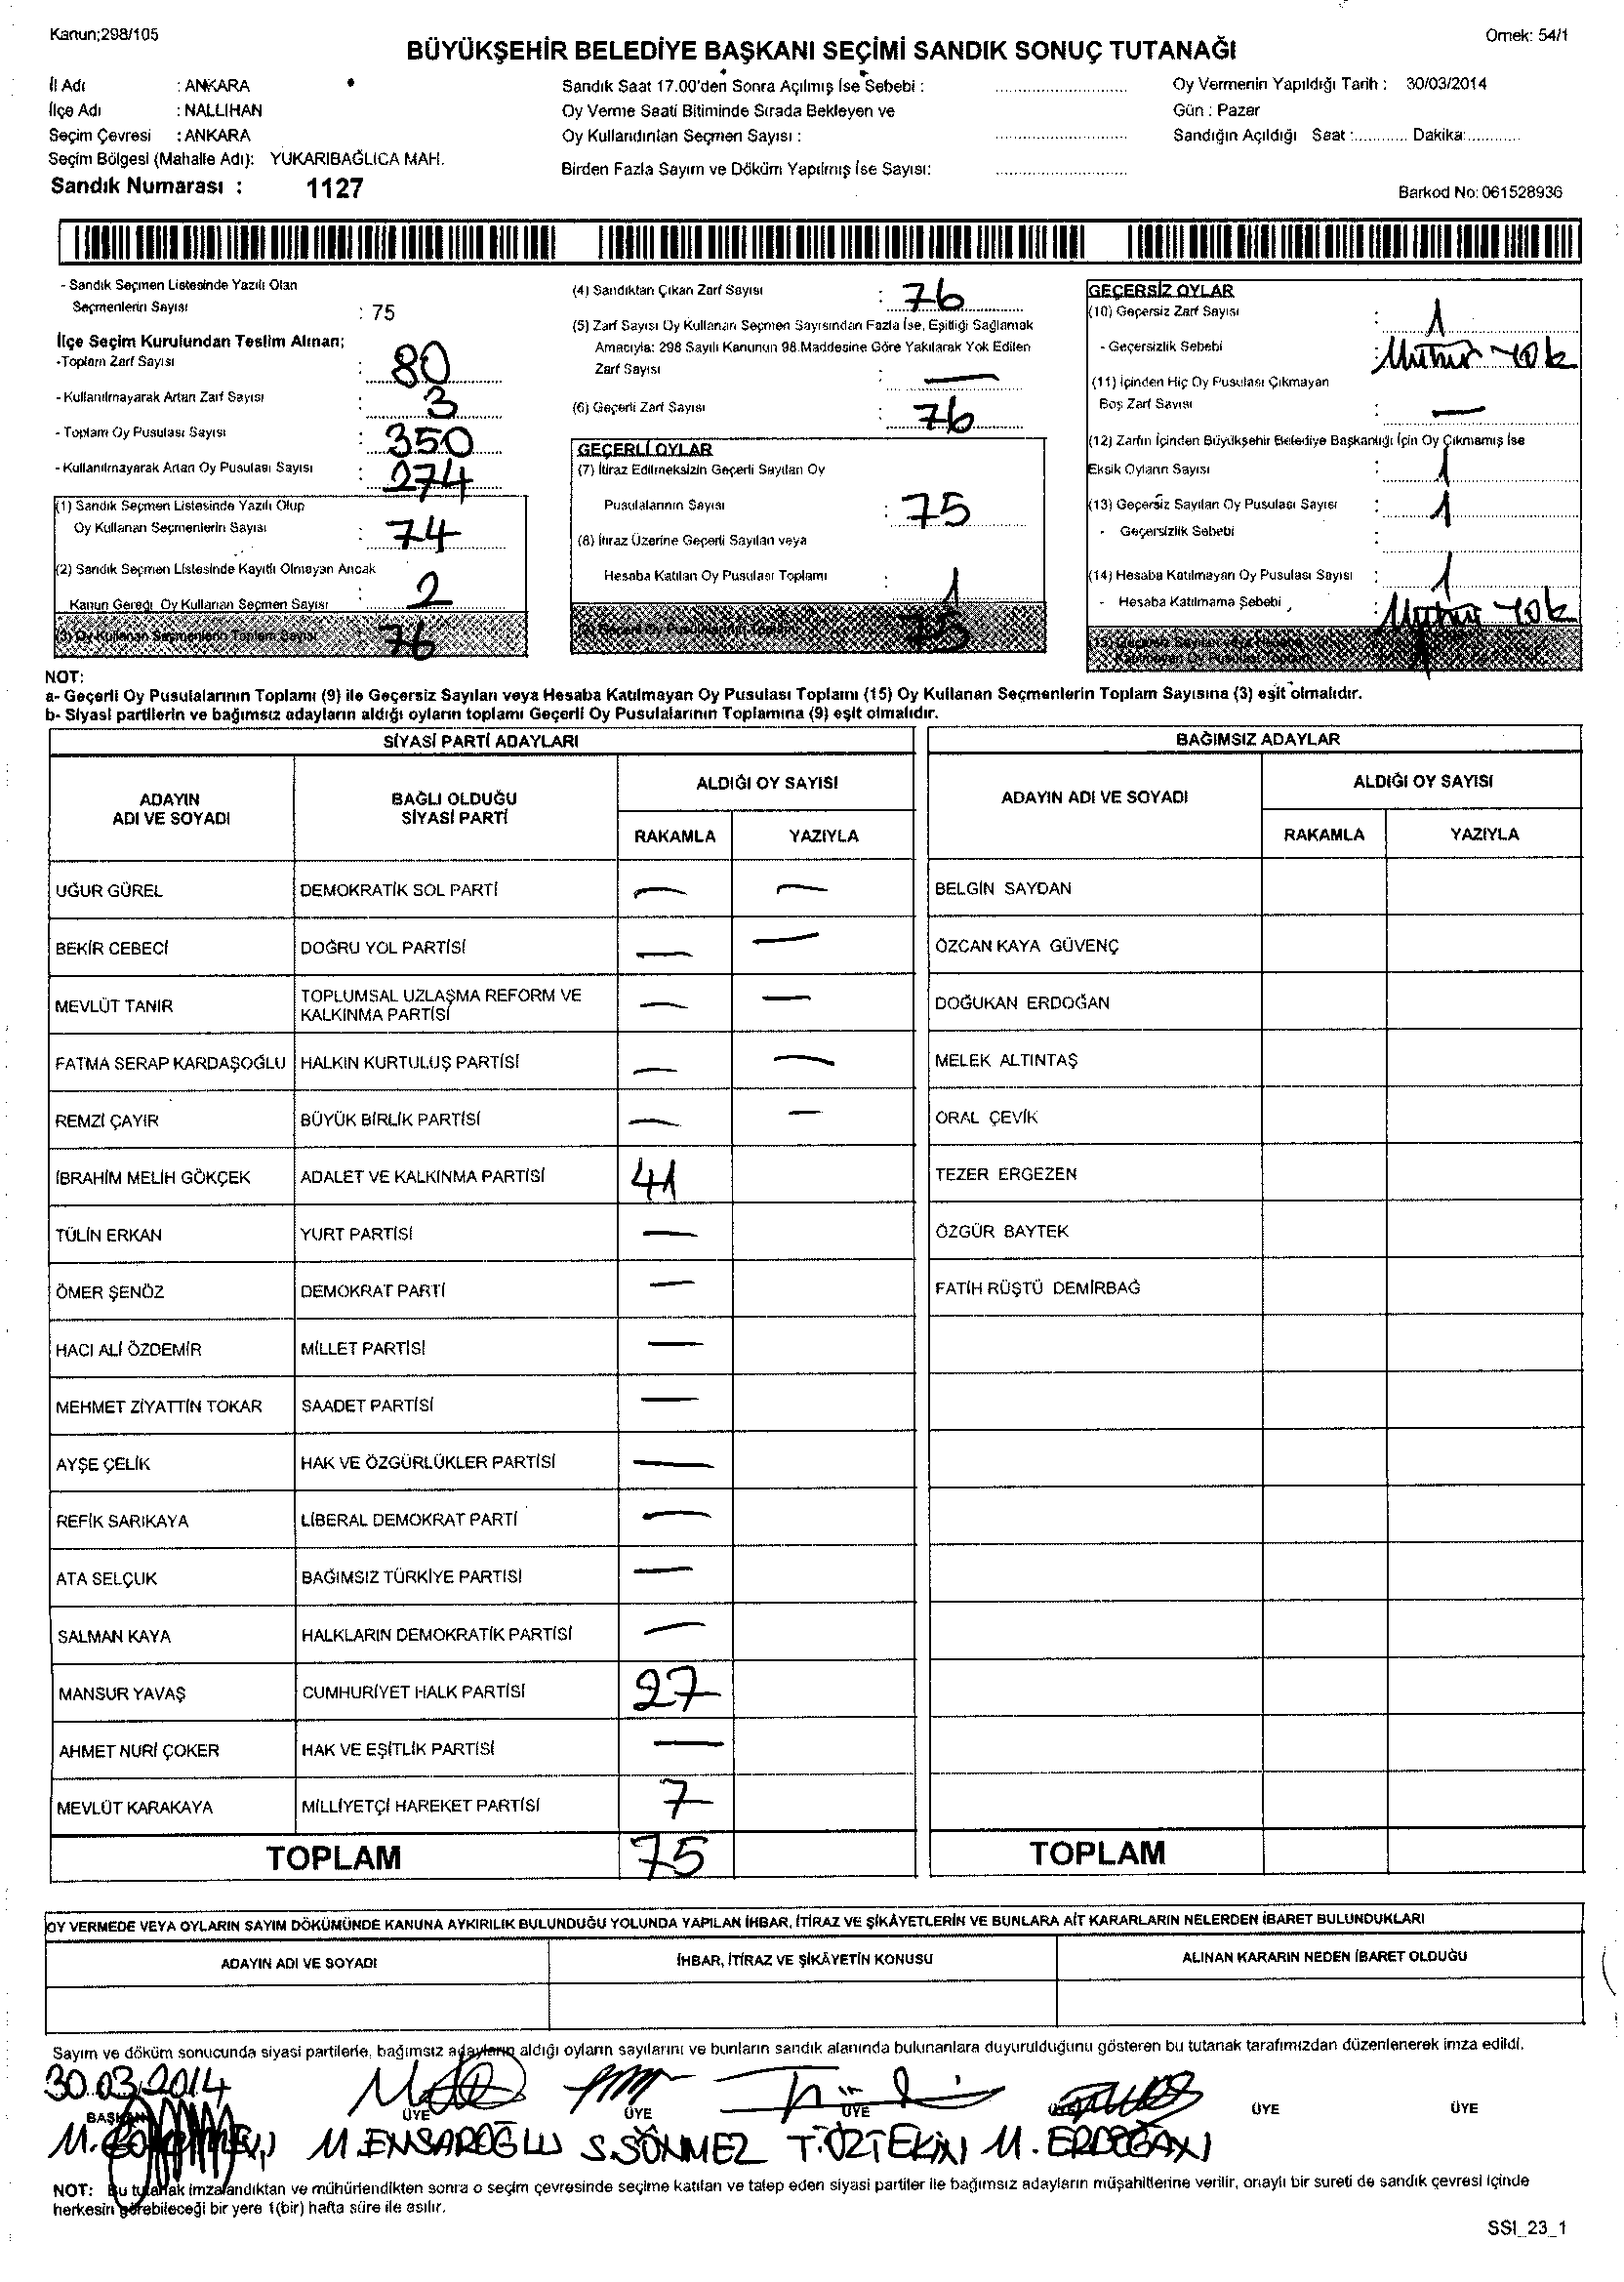 Kanun;298/105
Örnek: 54/1
BÜYÜKŞEHİR BELEDİYE BAŞKANI SEÇİMİ SANDIK SONUÇ TUTANAĞI
İl Adı : ANKARA
İlçe Adı : NALLIHAN
Seçim Çevresi : ANKARA
Seçim Bölgesi (Mahalle Adı): YUKARIBAĞLICA MAH.
Sandık Numarası : 1127
Sandık Saat 17.00'den Sonra Açılmış İse Sebebi :
Oy Verme Saati Bitiminde Sırada Bekleyen ve
Oy Kullandırılan Seçmen Sayısı :
Birden Fazla Sayım ve Döküm Yapılmış İse Sayısı:
Oy Vermenin Yapıldığı Tarih : 30/03/2014
Gün : Pazar
Sandığın Açıldığı Saat :............ Dakika:............
Barkod No: 061528936
- Sandık Seçmen Listesinde Yazılı Olan
Seçmenlerin Sayısı : 75
İlçe Seçim Kurulundan Teslim Alınan;
-Toplam Zarf Sayısı : 80
- Kullanılmayarak Artan Zarf Sayısı : 3
- Toplam Oy Pusulası Sayısı : 350
- Kullanılmayarak Artan Oy Pusulası Sayısı : 274
(1) Sandık Seçmen Listesinde Yazılı Olup
Oy Kullanan Seçmenlerin Sayısı : 74
(2) Sandık Seçmen Listesinde Kayıtlı Olmayan Ancak
Kanun Gereği Oy Kullanan Seçmen Sayısı : 2
(3) Oy Kullanan Seçmenlerin Toplam Sayısı : 76
(4) Sandıktan Çıkan Zarf Sayısı : 76
(5) Zarf Sayısı Oy Kullanan Seçmen Sayısından Fazla İse, Eşitliği Sağlamak
Amacıyla: 298 Sayılı Kanunun 98.Maddesine Göre Yakılarak Yok Edilen
Zarf Sayısı : —
(6) Geçerli Zarf Sayısı : 76
GEÇERLİ OYLAR
(7) İtiraz Edilmeksizin Geçerli Sayılan Oy
Pusulalarının Sayısı : 75
(8) İtiraz Üzerine Geçerli Sayılan veya
Hesaba Katılan Oy Pusulası Toplamı : 1
(9) Geçerli Oy Pusulalarının Toplamı 75
GEÇERSİZ OYLAR
(10) Geçersiz Zarf Sayısı : 1
- Geçersizlik Sebebi : Mühür Yok
(11) İçinden Hiç Oy Pusulası Çıkmayan
Boş Zarf Sayısı : —
(12) Zarfın İçinden Büyükşehir Belediye Başkanlığı İçin Oy Çıkmamış İse
Eksik Oyların Sayısı : 1
(13) Geçersiz Sayılan Oy Pusulası Sayısı : 1
- Geçersizlik Sebebi :
(14) Hesaba Katılmayan Oy Pusulası Sayısı : 1
- Hesaba Katılmama Sebebi : Mühür Yok
NOT:
a- Geçerli Oy Pusulalarının Toplamı (9) ile Geçersiz Sayılan veya Hesaba Katılmayan Oy Pusulası Toplamı (15) Oy Kullanan Seçmenlerin Toplam Sayısına (3) eşit olmalıdır.
b- Siyasi partilerin ve bağımsız adayların aldığı oyların toplamı Geçerli Oy Pusulalarının Toplamına (9) eşit olmalıdır.
SİYASİ PARTİ ADAYLARI
ADAYIN ADI VE SOYADI
BAĞLI OLDUĞU SİYASİ PARTİ
ALDIĞI OY SAYISI
RAKAMLA YAZIYLA
UĞUR GÜREL DEMOKRATİK SOL PARTİ — —
BEKİR CEBECİ DOĞRU YOL PARTİSİ — —
MEVLÜT TANIR TOPLUMSAL UZLAŞMA REFORM VE KALKINMA PARTİSİ — —
FATMA SERAP KARDAŞOĞLU HALKIN KURTULUŞ PARTİSİ — —
REMZİ ÇAYIR BÜYÜK BİRLİK PARTİSİ — —
İBRAHİM MELİH GÖKÇEK ADALET VE KALKINMA PARTİSİ 41
TÜLİN ERKAN YURT PARTİSİ —
ÖMER ŞENÖZ DEMOKRAT PARTİ —
HACI ALİ ÖZDEMİR MİLLET PARTİSİ —
MEHMET ZİYATTİN TOKAR SAADET PARTİSİ —
AYŞE ÇELİK HAK VE ÖZGÜRLÜKLER PARTİSİ —
REFİK SARIKAYA LİBERAL DEMOKRAT PARTİ —
ATA SELÇUK BAĞIMSIZ TÜRKİYE PARTISI —
SALMAN KAYA HALKLARIN DEMOKRATİK PARTİSİ —
MANSUR YAVAŞ CUMHURİYET HALK PARTİSİ 27
AHMET NURİ ÇOKER HAK VE EŞİTLİK PARTİSİ —
MEVLÜT KARAKAYA MİLLİYETÇİ HAREKET PARTİSİ 7
TOPLAM 75
BAĞIMSIZ ADAYLAR
ADAYIN ADI VE SOYADI
ALDIĞI OY SAYISI
RAKAMLA YAZIYLA
BELGİN SAYDAN
ÖZCAN KAYA GÜVENÇ
DOĞUKAN ERDOĞAN
MELEK ALTINTAŞ
ORAL ÇEVİK
TEZER ERGEZEN
ÖZGÜR BAYTEK
FATİH RÜŞTÜ DEMİRBAĞ
TOPLAM
OY VERMEDE VEYA OYLARIN SAYIM DÖKÜMÜNDE KANUNA AYKIRILIK BULUNDUĞU YOLUNDA YAPILAN İHBAR, İTİRAZ VE ŞİKÂYETLERİN VE BUNLARA AİT KARARLARIN NELERDEN İBARET BULUNDUKLARI
ADAYIN ADI VE SOYADI
İHBAR, İTİRAZ VE ŞİKÂYETİN KONUSU
ALINAN KARARIN NEDEN İBARET OLDUĞU
Sayım ve döküm sonucunda siyasi partilerle, bağımsız adayların aldığı oyların sayılarını ve bunların sandık alanında bulunanlara duyurulduğunu gösteren bu tutanak tarafımızdan düzenlenerek imza edildi.
30.03.2014
BAŞKAN ÜYE ÜYE ÜYE ÜYE ÜYE ÜYE
M.ENSAROĞLU S.SÖNMEZ T.ÖZTEKİN M.ERDOĞAN
NOT: Bu tutanak imzalandıktan ve mühürlendikten sonra o seçim çevresinde seçime katılan ve talep eden siyasi partiler ile bağımsız adayların müşahitlerine verilir, onaylı bir sureti de sandık çevresi içinde
herkesin görebileceği bir yere 1(bir) hafta süre ile asılır.
SSI_23_1